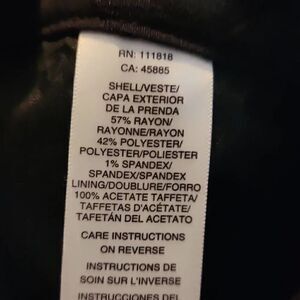 RN: 111818
CA: 45885
SHELL/VESTE/
CAPA EXTERIOR
DE LA PRENDA
57% RAYON/
RAYONNE/RAYON
42% POLYESTER/
POLYESTER/POLIESTER
1% SPANDEX/
SPANDEX/SPANDEX
LINING/DOUBLURE/FORRO
100% ACETATE TAFFETA/
TAFFETAS D'ACÉTATE/
TAFETÁN DEL ACETATO
CARE INSTRUCTIONS
ON REVERSE
INSTRUCTIONS DE
SOIN SUR L'INVERSE
INSTRUCCIONES DEL